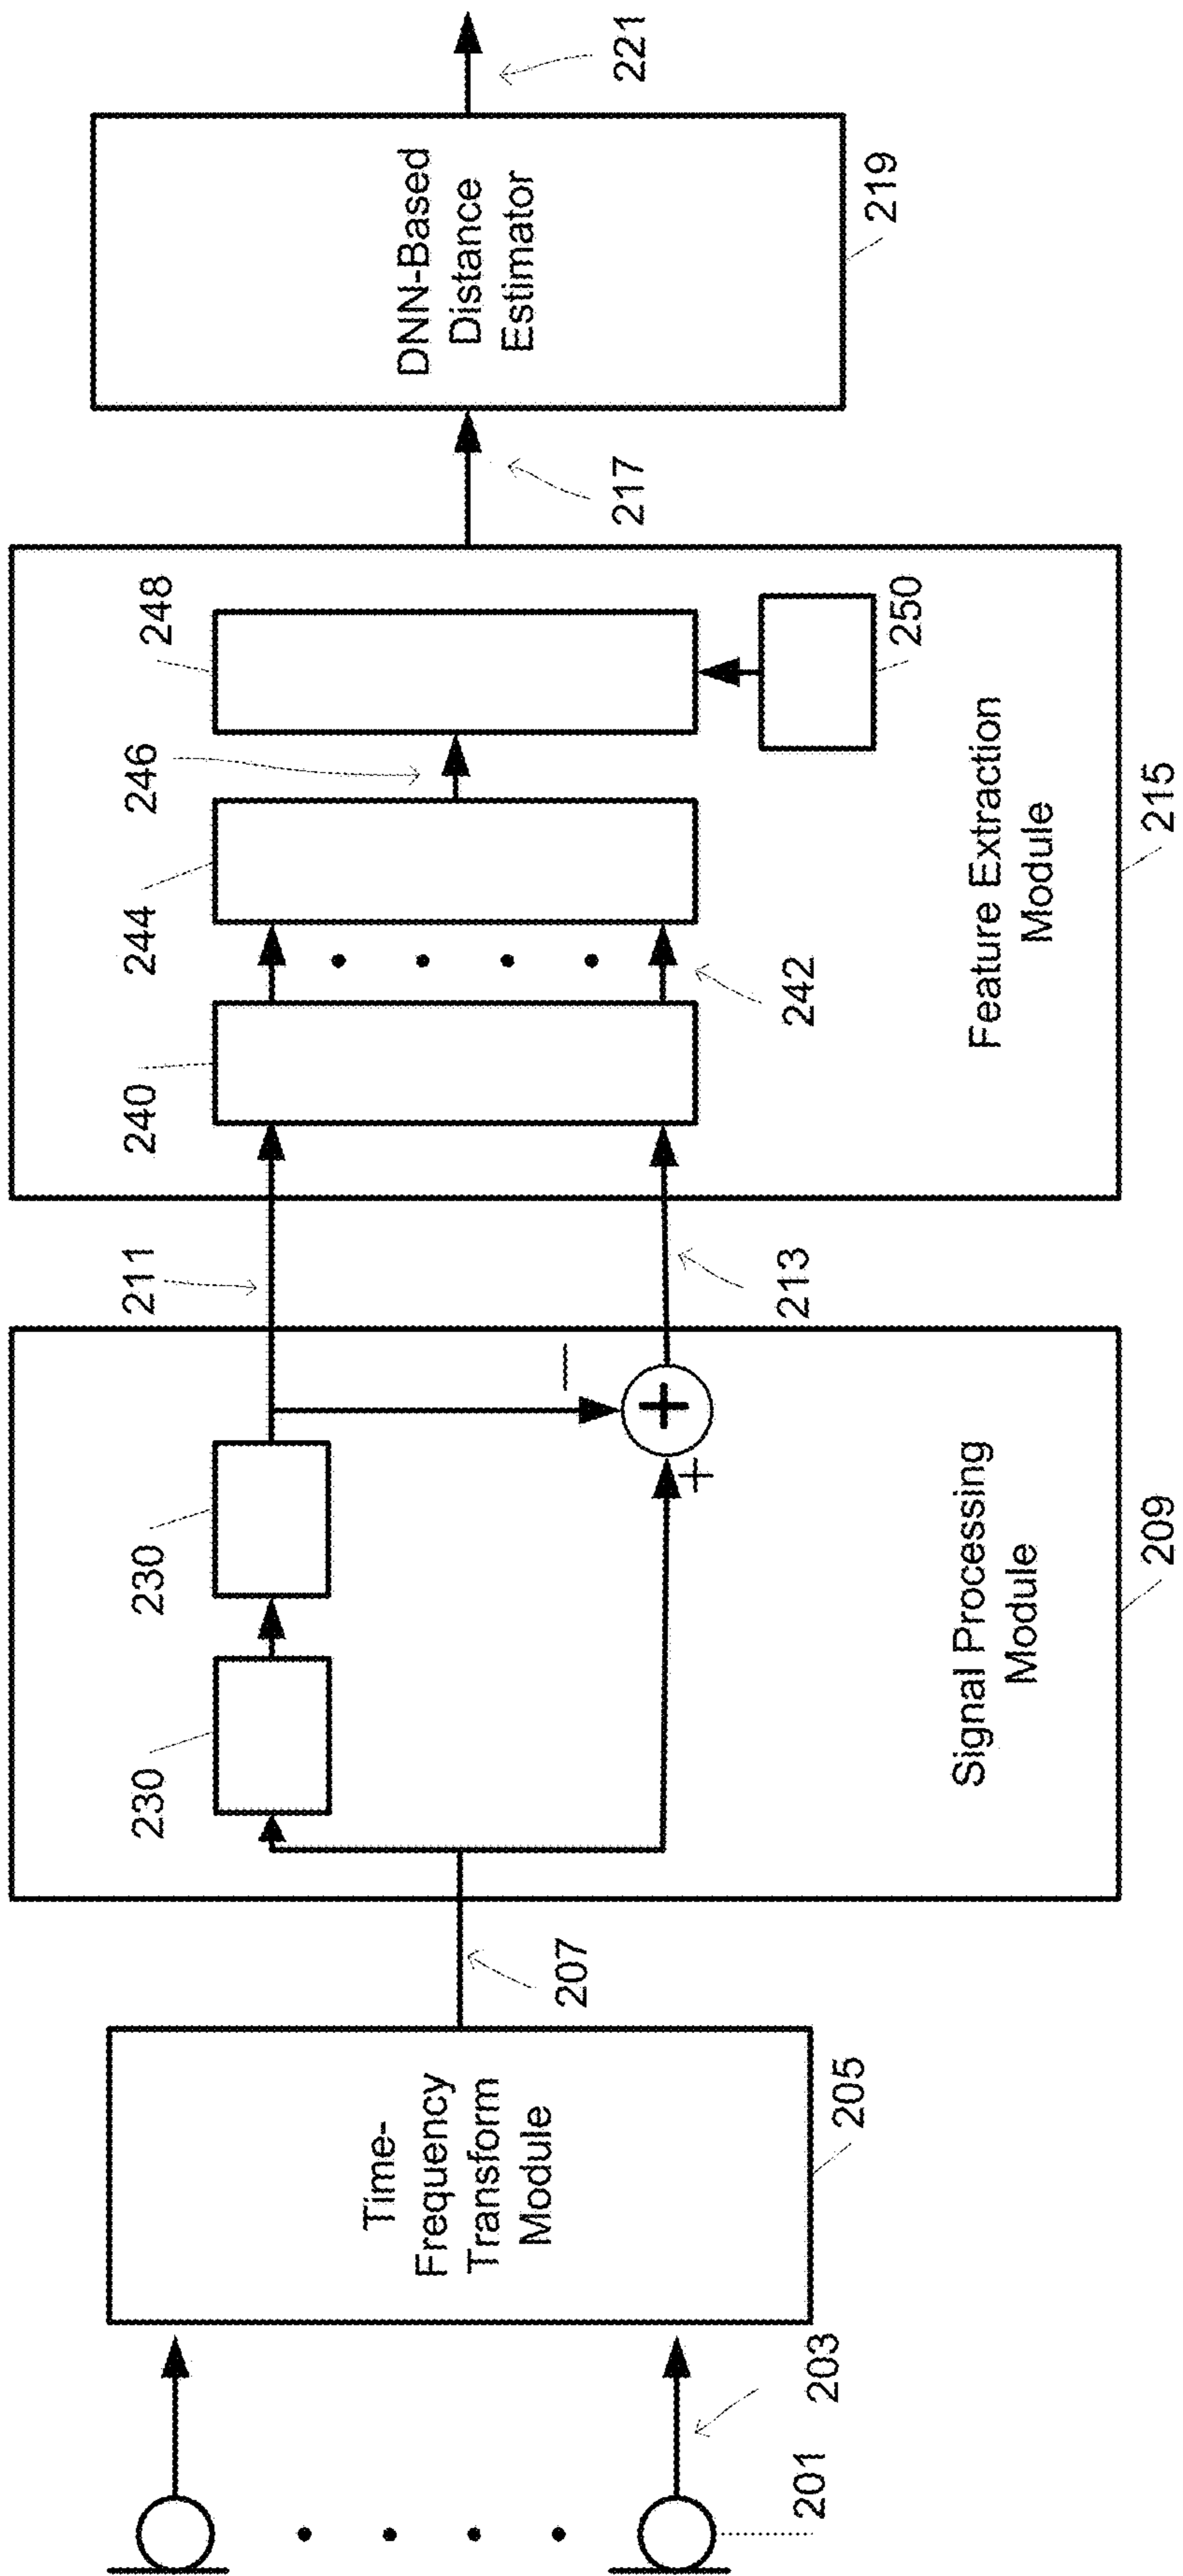 201
203
Time-
Frequency
Transform
Module
205
207
230
230
Signal Processing
Module
209
211
213
240
242
244
246
248
250
Feature Extraction
Module
215
217
DNN-Based
Distance
Estimator
219
221
+
−
+